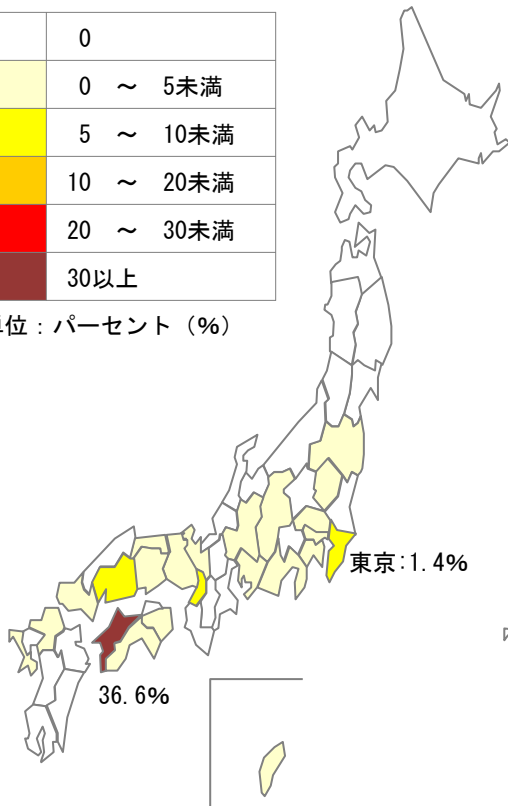 0
0 ～ 5未満
5 ～ 10未満
10 ～ 20未満
20 ～ 30未満
30以上
位：パーセント（%）
東京:1.4%
36.6%